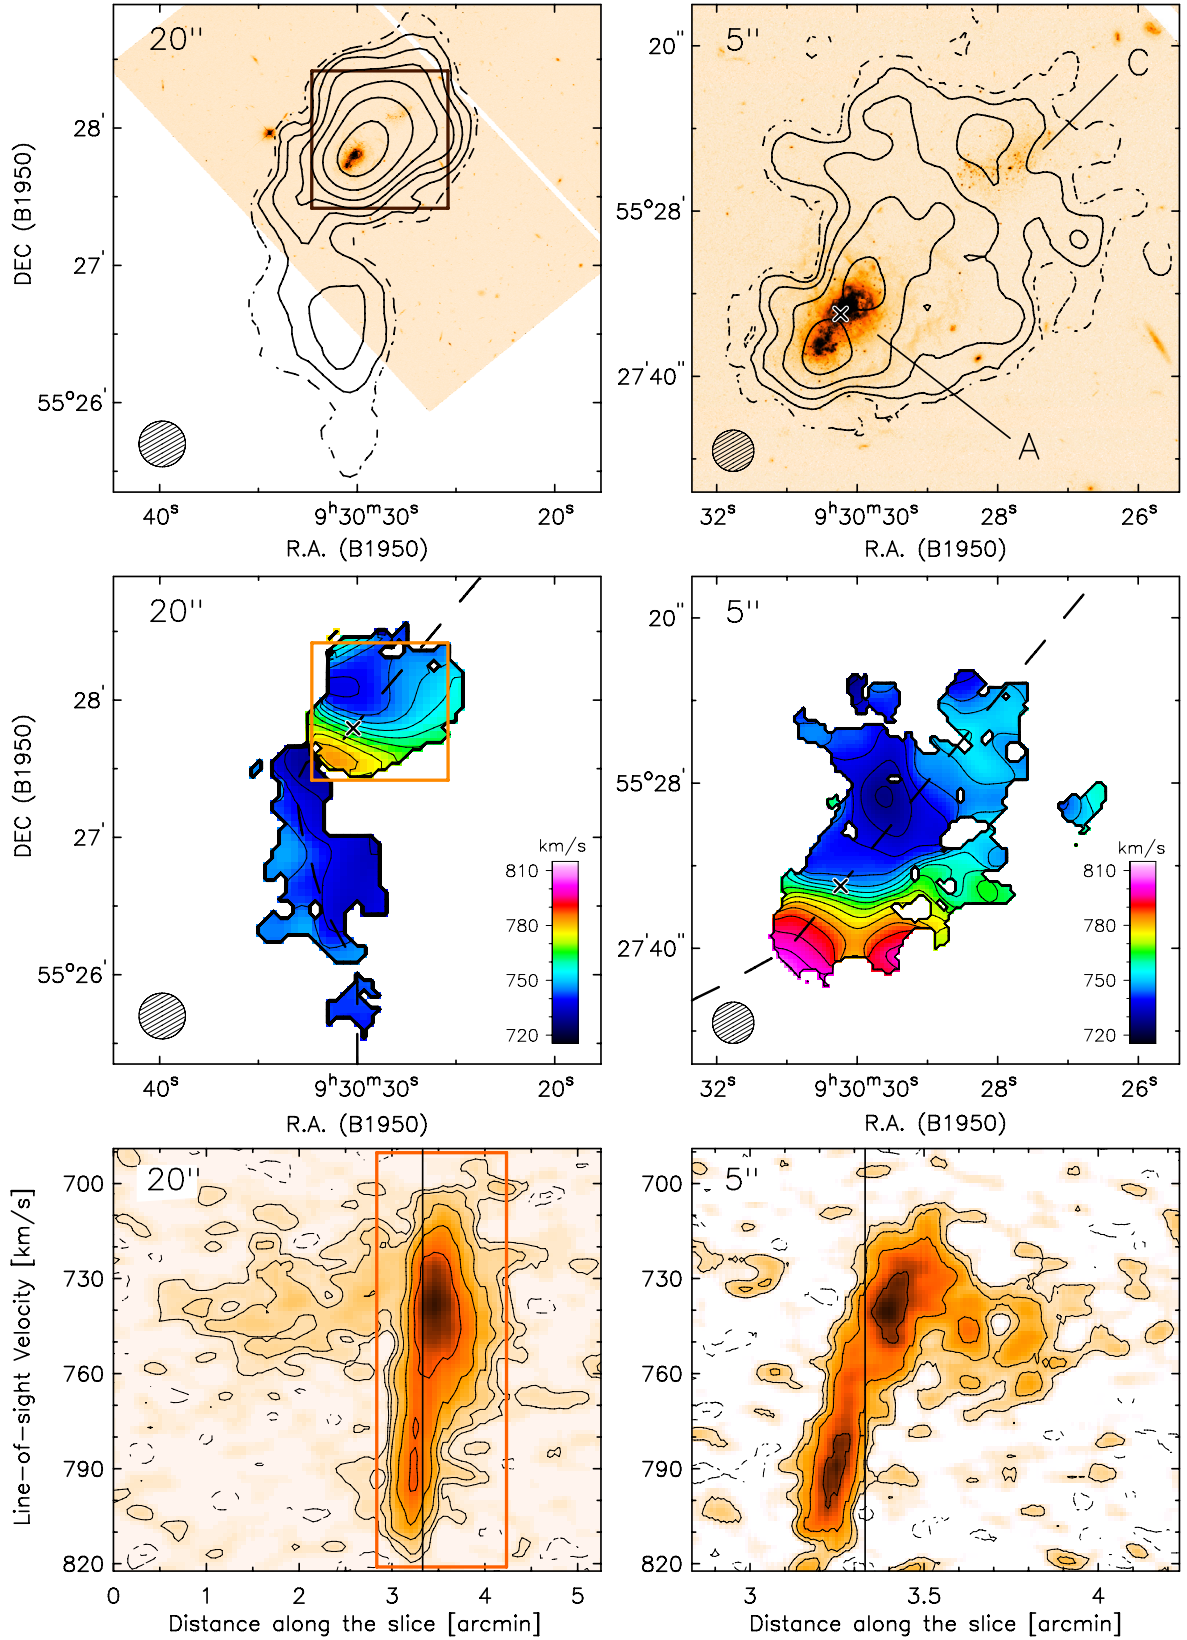 20'' 5''
28' 20''
DEC (B1950) C
27' 55°28'
55°26' 27'40''
A
40s 9h30m30s 20s 32s 9h30m30s 28s 26s
R.A. (B1950) R.A. (B1950)
20'' 5''
28' 20''
DEC (B1950) 55°28'
27' km/s km/s
810 810
780 780
55°26' 27'40''
750 750
720 720
40s 9h30m30s 20s 32s 9h30m30s 28s 26s
R.A. (B1950) R.A. (B1950)
20'' 5''
700 700
Line-of-sight Velocity [km/s]
730 730
760 760
790 790
820 820
0 1 2 3 4 5 3 3.5 4
Distance along the slice [arcmin] Distance along the slice [arcmin]